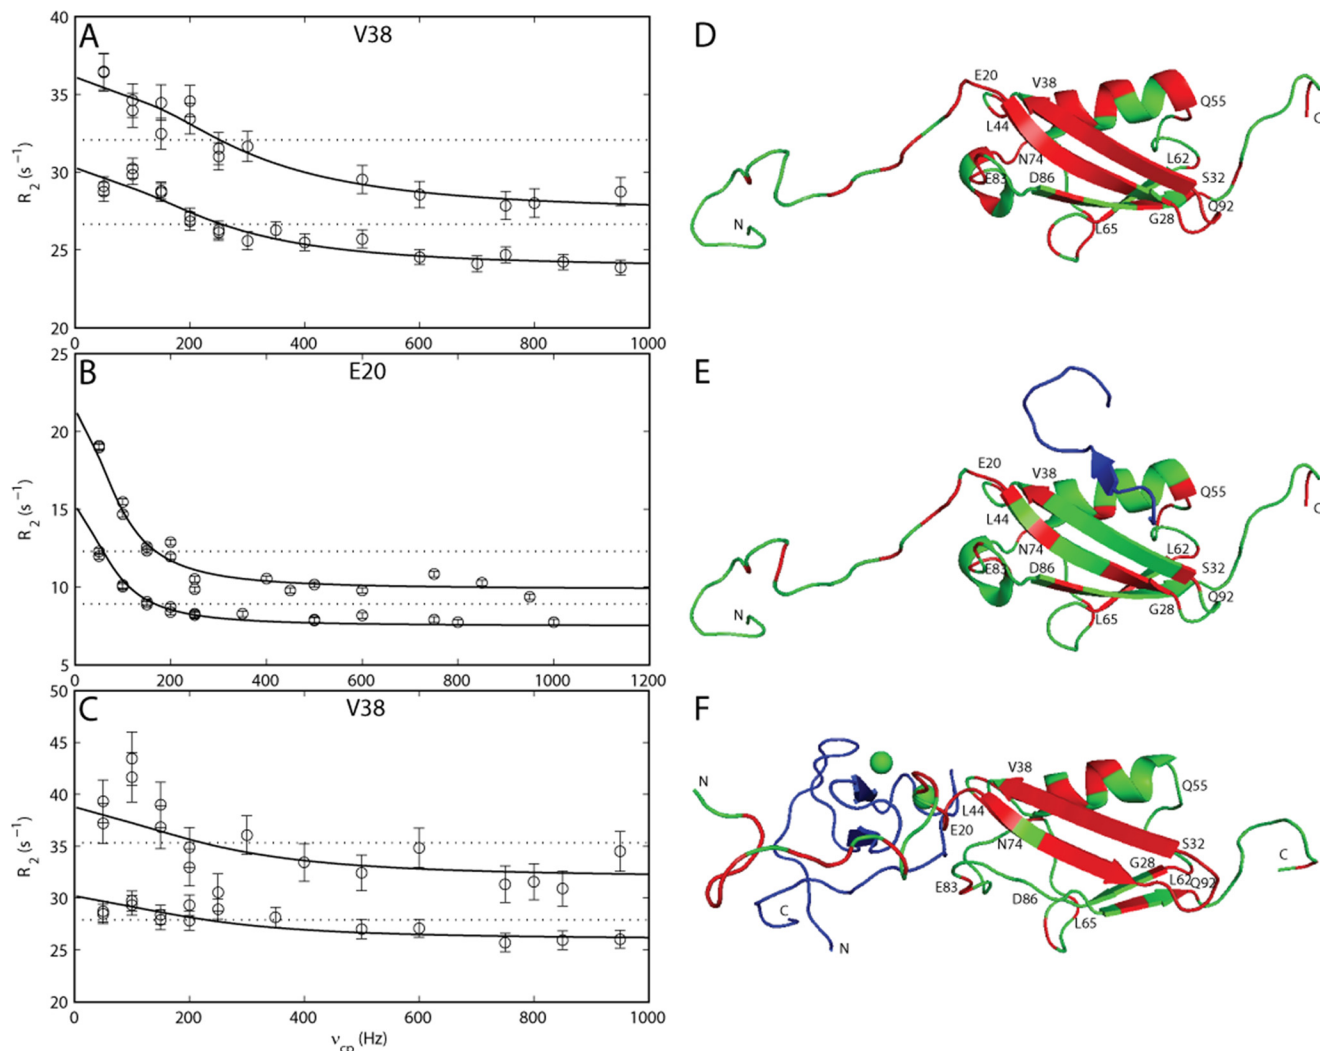 A
V38
R2 (s−1)
40
35
30
25
20
0 200 400 600 800 1000
B
E20
R2 (s−1)
25
20
15
10
5
0 200 400 600 800 1000 1200
C
V38
R2 (s−1)
50
45
40
35
30
25
20
0 200 400 600 800 1000
νcp (Hz)
D
E20
V38
Q55
C
L44
N74
L62
E83
D86
S32
Q92
N
L65
G28
E
E20
V38
Q55
C
L44
N74
L62
E83
D86
S32
Q92
N
L65
G28
F
N
V38
Q55
L44
E20
N74
S32
G28
C
L62
Q92
E83
D86
C
L65
N